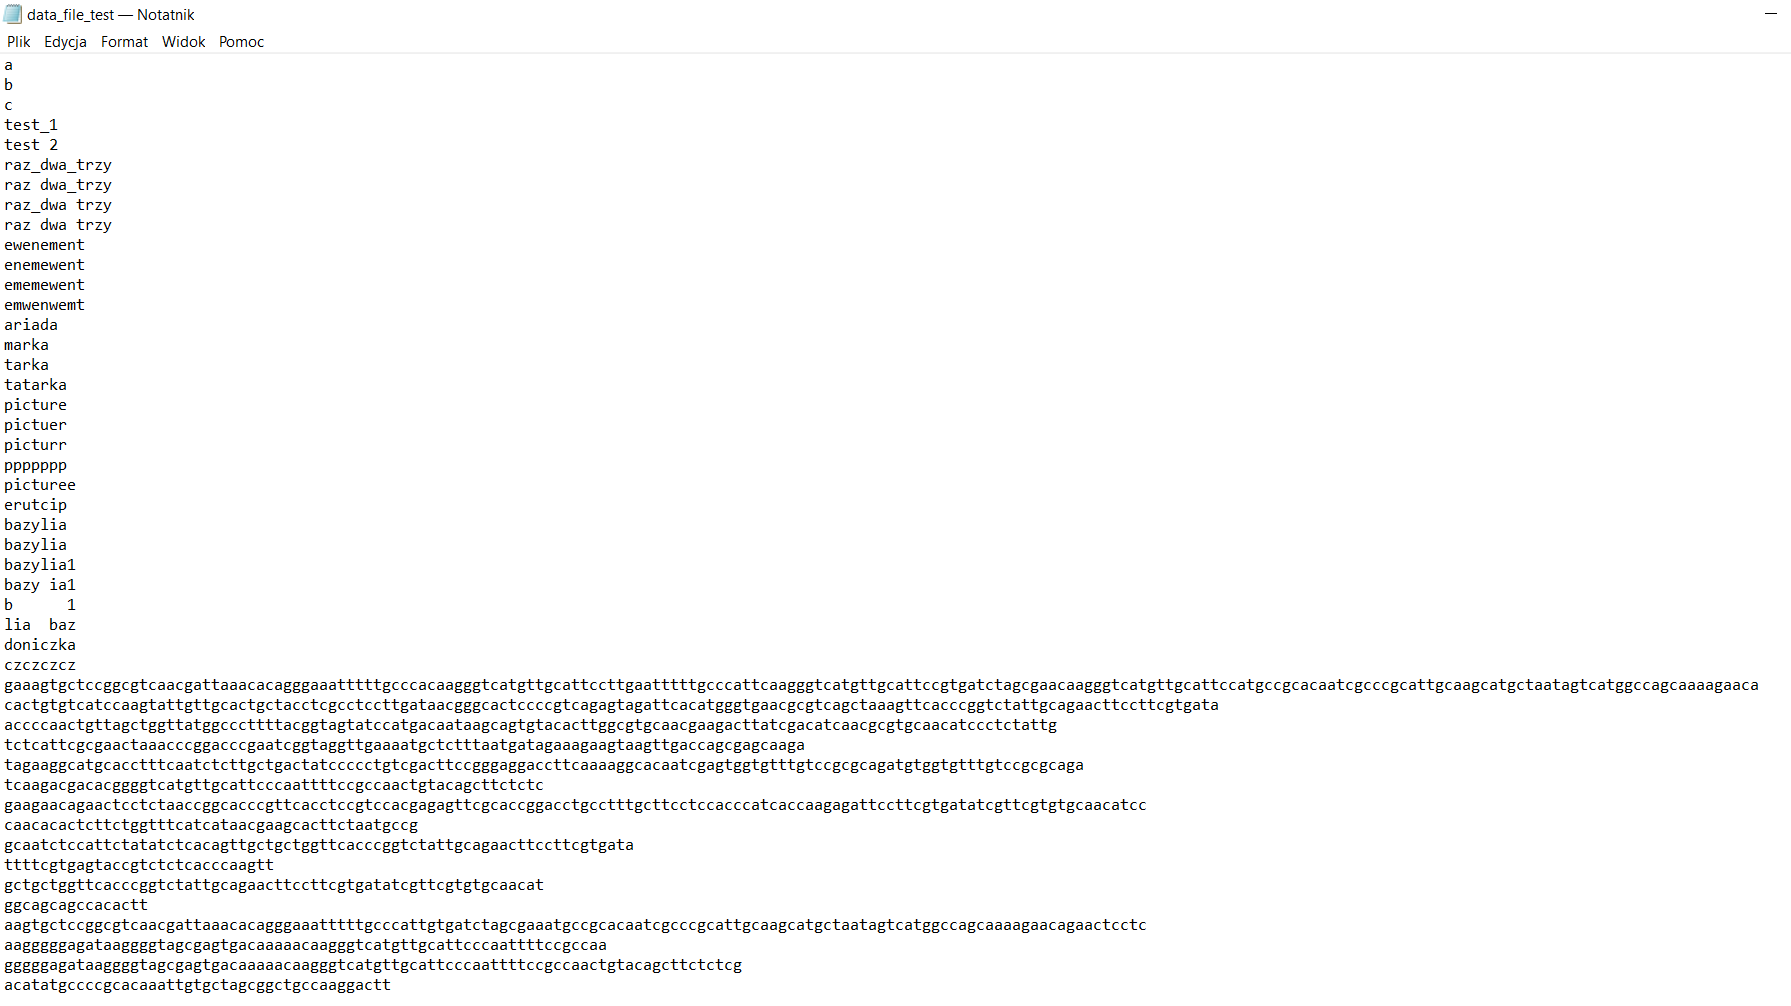 data_file_test — Notatnik
Plik Edycja Format Widok Pomoc
a
b
c
test_1
test 2
raz_dwa_trzy
raz dwa_trzy
raz_dwa trzy
raz dwa trzy
ewenement
enemewent
ememewent
emwenwemt
ariada
marka
tarka
tatarka
picture
pictuer
picturr
ppppppp
picturee
erutcip
bazylia
bazylia
bazylia1
bazy ia1
b      1
lia  baz
doniczka
czczczcz
gaaagtgctccggcgtcaacgattaaacacagggaaatttttgcccacaagggtcatgttgcattccttgaatttttgcccattcaagggtcatgttgcattccgtgatctagcgaacaagggtcatgttgcattccatgccgcacaatcgcccgcattgcaagcatgctaatagtcatggccagcaaaagaaca
cactgtgtcatccaagtattgttgcactgctacctcgcctccttgataacgggcactccccgtcagagtagattcacatgggtgaacgcgtcagctaaagttcacccggtctattgcagaacttccttcgtgata
accccaactgttagctggttatggcccttttacggtagtatccatgacaataagcagtgtacacttggcgtgcaacgaagacttatcgacatcaacgcgtgcaacatccctctattg
tctcattcgcgaactaaacccggacccgaatcggtaggttgaaaatgctctttaatgatagaaagaagtaagttgaccagcgagcaaga
tagaaggcatgcacctttcaatctcttgctgactatccccctgtcgacttccgggaggaccttcaaaaggcacaatcgagtggtgtttgtccgcgcagatgtggtgtttgtccgcgcaga
tcaagacgacacggggtcatgttgcattcccaattttccgccaactgtacagcttctctc
gaagaacagaactcctctaaccggcacccgttcacctccgtccacgagagttcgcaccggacctgcctttgcttcctccacccatcaccaagagattccttcgtgatatcgttcgtgtgcaacatcc
caacacactcttctggtttcatcataacgaagcacttctaatgccg
gcaatctccattctatatctcacagttgctgctggttcacccggtctattgcagaacttccttcgtgata
ttttcgtgagtaccgtctctcacccaagtt
gctgctggttcacccggtctattgcagaacttccttcgtgatatcgttcgtgtgcaacat
ggcagcagccacactt
aagtgctccggcgtcaacgattaaacacagggaaatttttgcccattgtgatctagcgaaatgccgcacaatcgcccgcattgcaagcatgctaatagtcatggccagcaaaagaacagaactcctc
aagggggagataaggggtagcgagtgacaaaaacaagggtcatgttgcattcccaattttccgccaa
gggggagataaggggtagcgagtgacaaaaacaagggtcatgttgcattcccaattttccgccaactgtacagcttctctcg
acatatgccccgcacaaattgtgctagcggctgccaaggactt